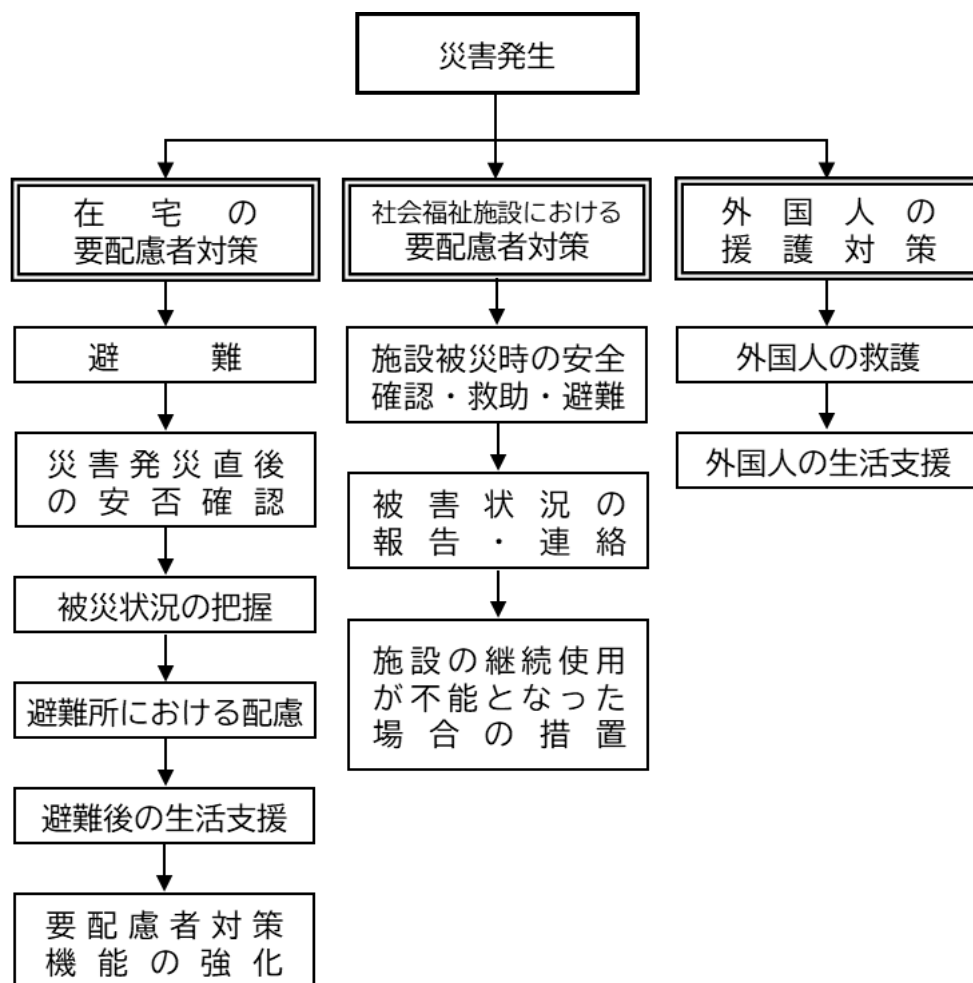 災害発生
在宅の
要配慮者対策
避難
災害発災直後
の安否確認
被災状況の把握
避難所における配慮
避難後の生活支援
要配慮者対策
機能の強化
社会福祉施設における
要配慮者対策
施設被災時の安全
確認・救助・避難
被害状況の
報告・連絡
施設の継続使用
が不能となった
場合の措置
外国人の
援護対策
外国人の救護
外国人の生活支援